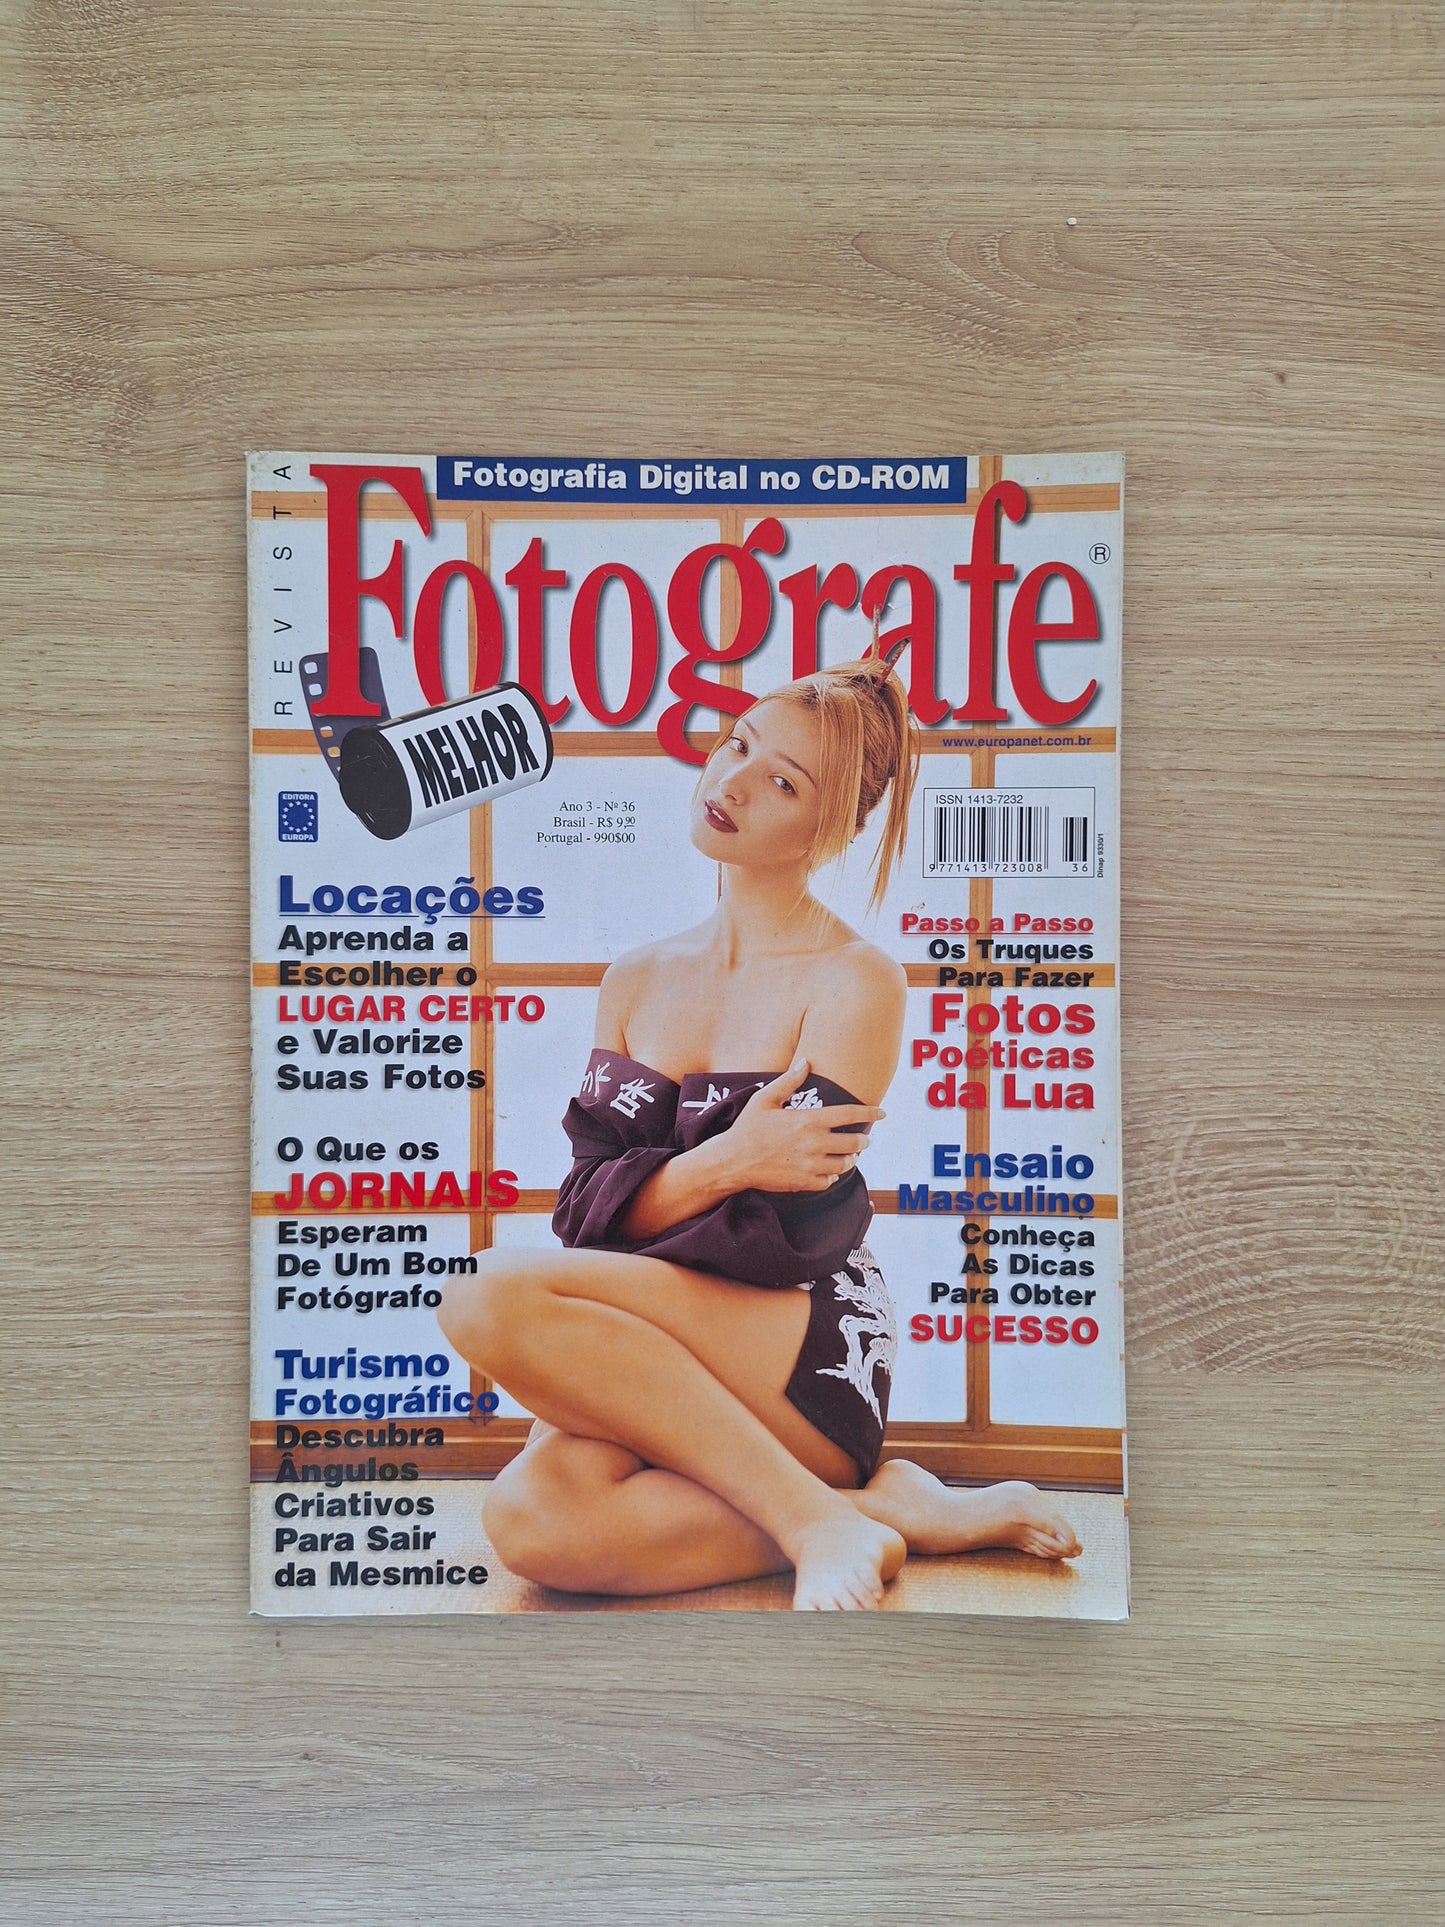 Fotografia Digital no CD-ROM
REVISTA
Fotografe
®
MELHOR
www.europanet.com.br
EDITORA
EUROPA
Ano 3 - Nº 36
Brasil - R$ 9,90
Portugal - 990$00
ISSN 1413-7232
9 771413 723008
36
Dinap 9330/1
Locações
Aprenda a
Escolher o
LUGAR CERTO
e Valorize
Suas Fotos
O Que os
JORNAIS
Esperam
De Um Bom
Fotógrafo
Turismo
Fotográfico
Descubra
Ângulos
Criativos
Para Sair
da Mesmice
Passo a Passo
Os Truques
Para Fazer
Fotos
Poéticas
da Lua
Ensaio
Masculino
Conheça
As Dicas
Para Obter
SUCESSO